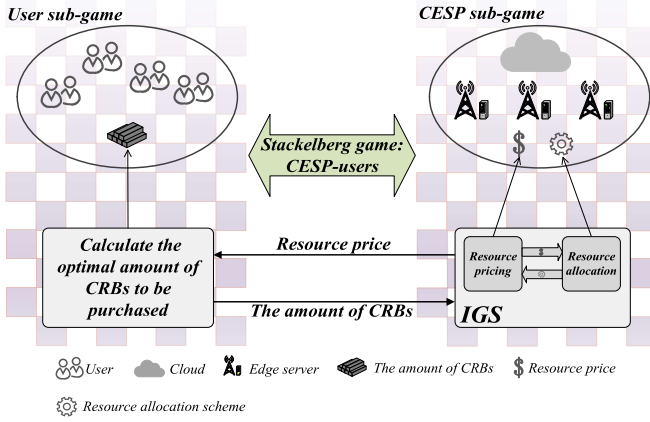 User sub-game
CESP sub-game
Stackelberg game:
CESP-users
Calculate the
optimal amount of
CRBs to be
purchased
Resource price
The amount of CRBs
Resource
pricing
Resource
allocation
IGS
User
Cloud
Edge server
The amount of CRBs
$
Resource price
Resource allocation scheme